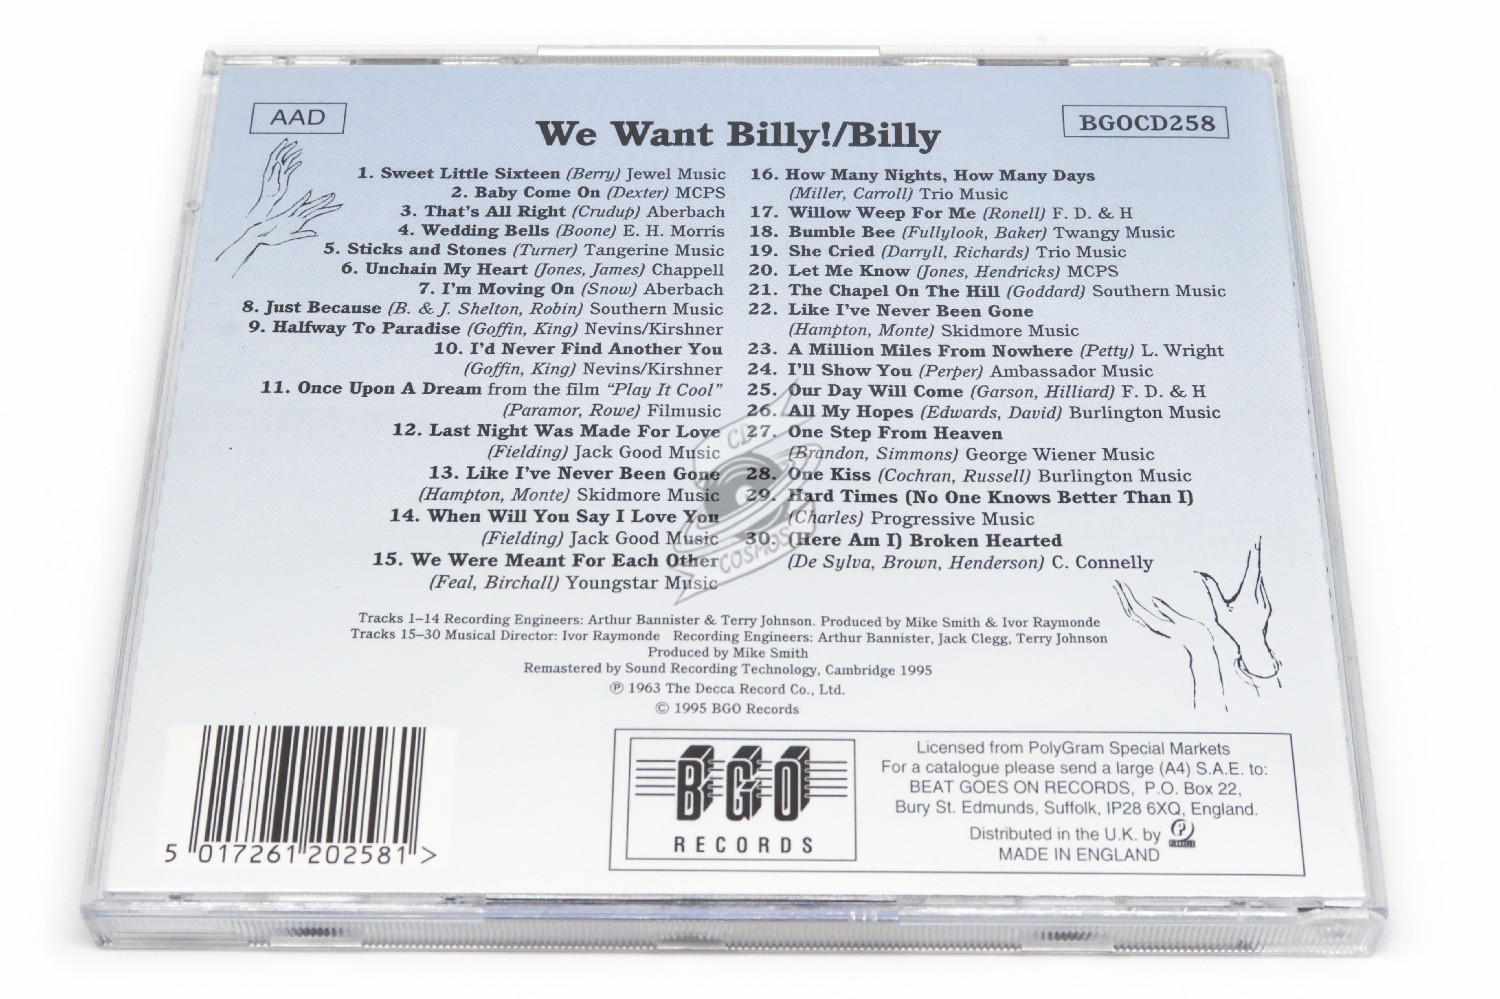 AAD
BGOCD258
We Want Billy!/Billy
1. Sweet Little Sixteen (Berry) Jewel Music
2. Baby Come On (Dexter) MCPS
3. That's All Right (Crudup) Aberbach
4. Wedding Bells (Boone) E. H. Morris
5. Sticks and Stones (Turner) Tangerine Music
6. Unchain My Heart (Jones, James) Chappell
7. I'm Moving On (Snow) Aberbach
8. Just Because (B. & J. Shelton, Robin) Southern Music
9. Halfway To Paradise (Goffin, King) Nevins/Kirshner
10. I'd Never Find Another You
(Goffin, King) Nevins/Kirshner
11. Once Upon A Dream from the film "Play It Cool"
(Paramor, Rowe) Filmusic
12. Last Night Was Made For Love
(Fielding) Jack Good Music
13. Like I've Never Been Gone
(Hampton, Monte) Skidmore Music
14. When Will You Say I Love You
(Fielding) Jack Good Music
15. We Were Meant For Each Other
(Feal, Birchall) Youngstar Music
16. How Many Nights, How Many Days
(Miller, Carroll) Trio Music
17. Willow Weep For Me (Ronell) F. D. & H
18. Bumble Bee (Fullylook, Baker) Twangy Music
19. She Cried (Darryll, Richards) Trio Music
20. Let Me Know (Jones, Hendricks) MCPS
21. The Chapel On The Hill (Goddard) Southern Music
22. Like I've Never Been Gone
(Hampton, Monte) Skidmore Music
23. A Million Miles From Nowhere (Petty) L. Wright
24. I'll Show You (Perper) Ambassador Music
25. Our Day Will Come (Garson, Hilliard) F. D. & H
26. All My Hopes (Edwards, David) Burlington Music
27. One Step From Heaven
(Brandon, Simmons) George Wiener Music
28. One Kiss (Cochran, Russell) Burlington Music
29. Hard Times (No One Knows Better Than I)
(Charles) Progressive Music
30. (Here Am I) Broken Hearted
(De Sylva, Brown, Henderson) C. Connelly
CD
COSMOS
Tracks 1–14 Recording Engineers: Arthur Bannister & Terry Johnson. Produced by Mike Smith & Ivor Raymonde
Tracks 15–30 Musical Director: Ivor Raymonde Recording Engineers: Arthur Bannister, Jack Clegg, Terry Johnson
Produced by Mike Smith
Remastered by Sound Recording Technology, Cambridge 1995
℗ 1963 The Decca Record Co., Ltd.
© 1995 BGO Records
5 017261 202581 >
BGO
RECORDS
Licensed from PolyGram Special Markets
For a catalogue please send a large (A4) S.A.E. to:
BEAT GOES ON RECORDS, P.O. Box 22,
Bury St. Edmunds, Suffolk, IP28 6XQ, England.
Distributed in the U.K. by PINNACLE
MADE IN ENGLAND